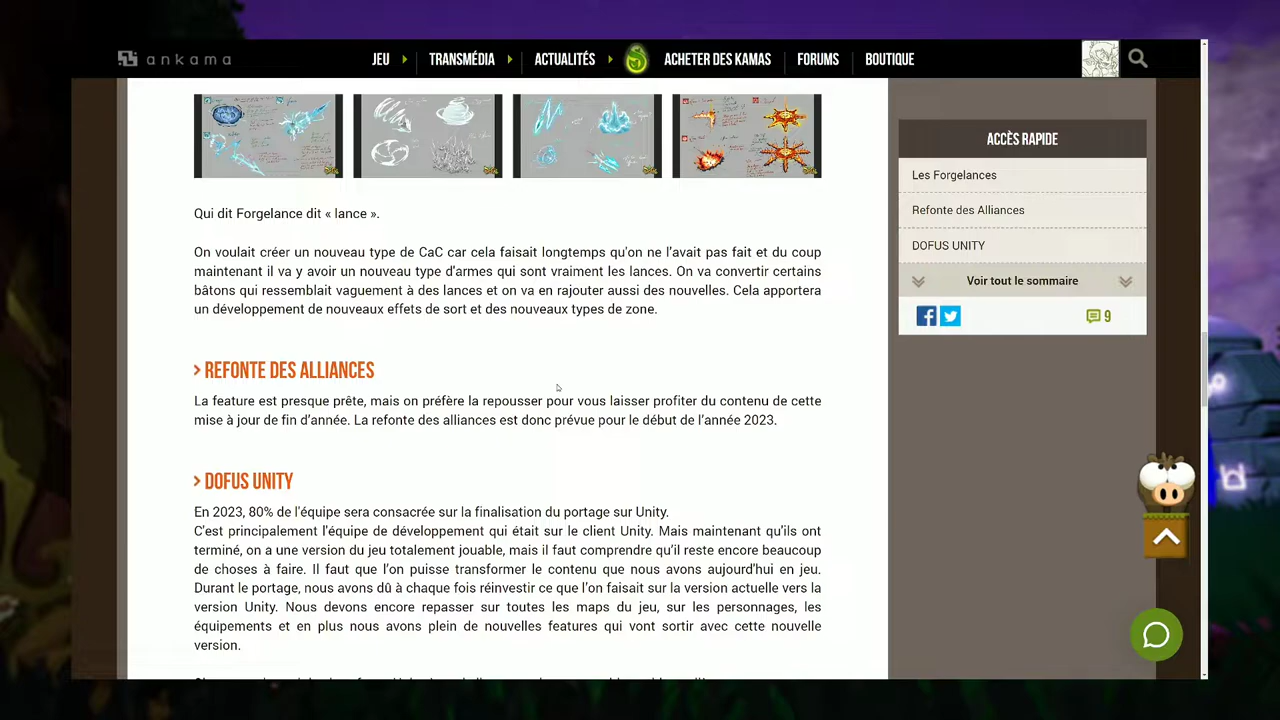 ankama
JEU
TRANSMÉDIA
ACTUALITÉS
ACHETER DES KAMAS
FORUMS
BOUTIQUE
Qui dit Forgelance dit « lance ».
On voulait créer un nouveau type de CaC car cela faisait longtemps qu'on ne l'avait pas fait et du coup
maintenant il va y avoir un nouveau type d'armes qui sont vraiment les lances. On va convertir certains
bâtons qui ressemblait vaguement à des lances et on va en rajouter aussi des nouvelles. Cela apportera
un développement de nouveaux effets de sort et des nouveaux types de zone.
> REFONTE DES ALLIANCES
La feature est presque prête, mais on préfère la repousser pour vous laisser profiter du contenu de cette
mise à jour de fin d'année. La refonte des alliances est donc prévue pour le début de l'année 2023.
> DOFUS UNITY
En 2023, 80% de l'équipe sera consacrée sur la finalisation du portage sur Unity.
C'est principalement l'équipe de développement qui était sur le client Unity. Mais maintenant qu'ils ont
terminé, on a une version du jeu totalement jouable, mais il faut comprendre qu'il reste encore beaucoup
de choses à faire. Il faut que l'on puisse transformer le contenu que nous avons aujourd'hui en jeu.
Durant le portage, nous avons dû à chaque fois réinvestir ce que l'on faisait sur la version actuelle vers la
version Unity. Nous devons encore repasser sur toutes les maps du jeu, sur les personnages, les
équipements et en plus nous avons plein de nouvelles features qui vont sortir avec cette nouvelle
version.
ACCÈS RAPIDE
Les Forgelances
Refonte des Alliances
DOFUS UNITY
Voir tout le sommaire
9